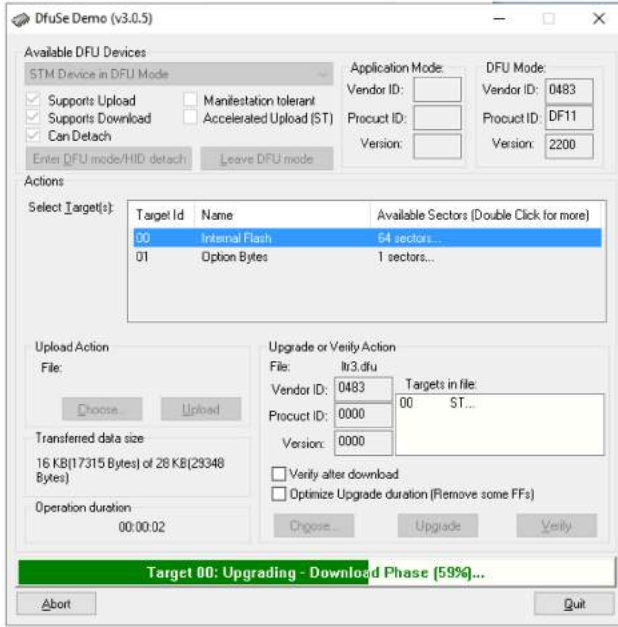 DfuSe Demo (v3.0.5)
Available DFU Devices
STM Device in DFU Mode
Supports Upload
Manifestation tolerant
Supports Download
Accelerated Upload (ST)
Can Detach
Enter DFU mode/HID detach
Leave DFU mode
Application Mode:
Vendor ID:
Procuct ID:
Version:
DFU Mode:
Vendor ID: 0483
Procuct ID: DF11
Version: 2200
Actions
Select Target(s):
Target Id Name Available Sectors (Double Click for more)
00 Internal Flash 64 sectors...
01 Option Bytes 1 sectors...
Upload Action
File:
Choose...
Upload
Transferred data size
16 KB(17315 Bytes) of 28 KB(29348
Bytes)
Operation duration
00:00:02
Upgrade or Verify Action
File: ltr3.dfu
Vendor ID: 0483
Procuct ID: 0000
Version: 0000
Targets in file:
00 ST...
Verify after download
Optimize Upgrade duration (Remove some FFs)
Choose...
Upgrade
Verify
Target 00: Upgrading - Download Phase (59%)...
Abort
Quit